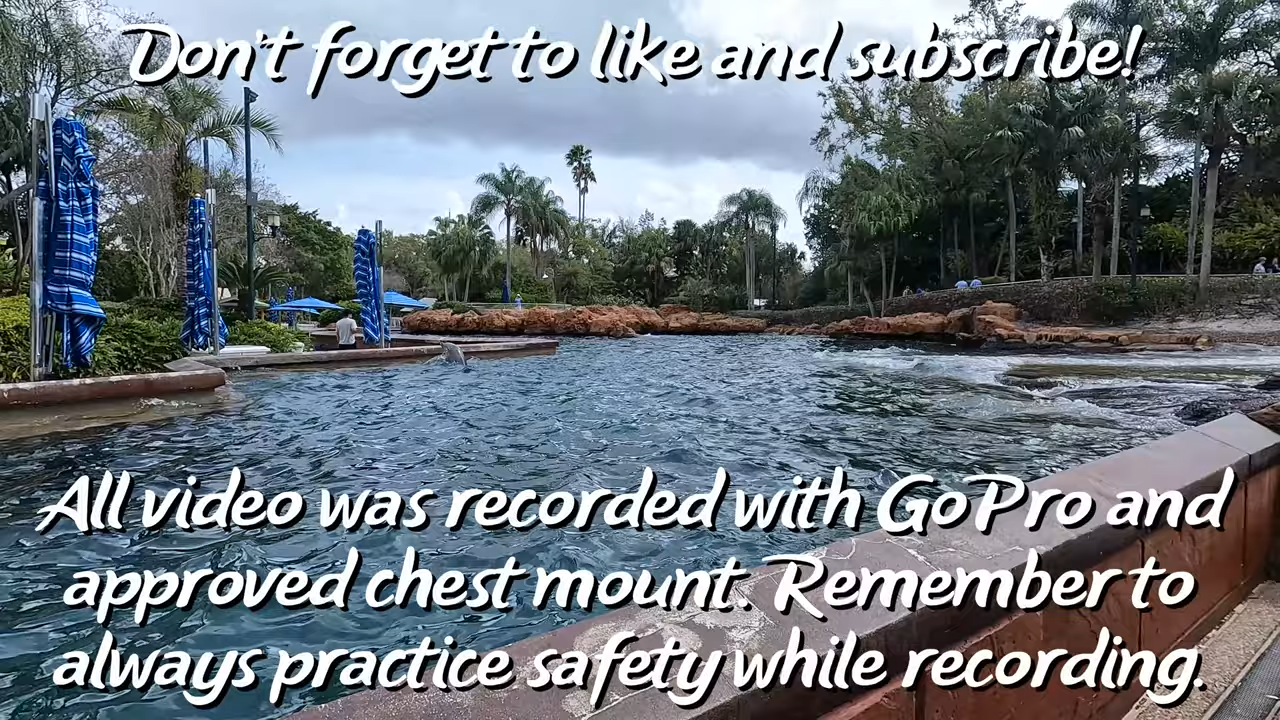 Don't forget to like and subscribe!
All video was recorded with GoPro and
approved chest mount. Remember to
always practice safety while recording.